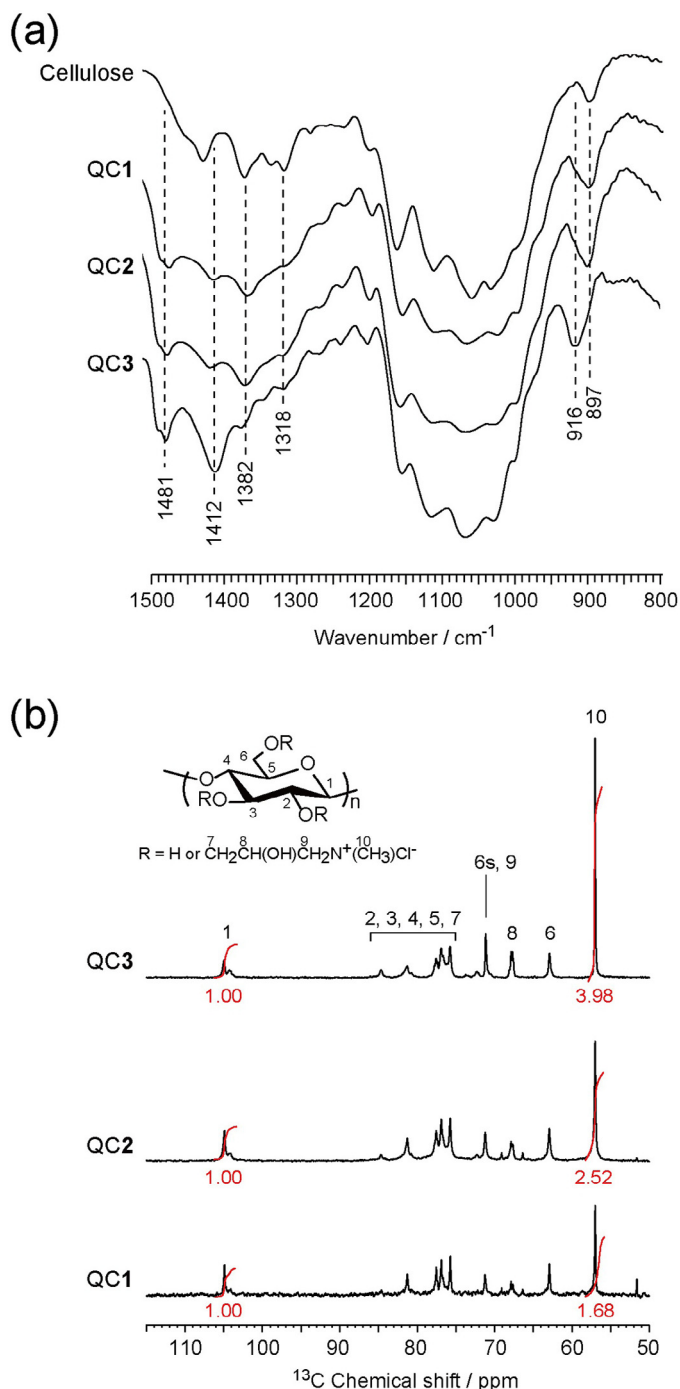 (a)
Cellulose
QC1
QC2
QC3
1481
1412
1382
1318
916
897
1500 1400 1300 1200 1100 1000 900 800
Wavenumber / cm⁻¹
(b)
10
OR
6
4
5
O
O
1
RO
3
2
OR
n
7 8 9 10
R = H or CH₂CH(OH)CH₂N⁺(CH₃)Cl⁻
6s, 9
2, 3, 4, 5, 7
1
8
6
QC3
1.00
3.98
QC2
1.00
2.52
QC1
1.00
1.68
110 100 90 80 70 60 50
¹³C Chemical shift / ppm